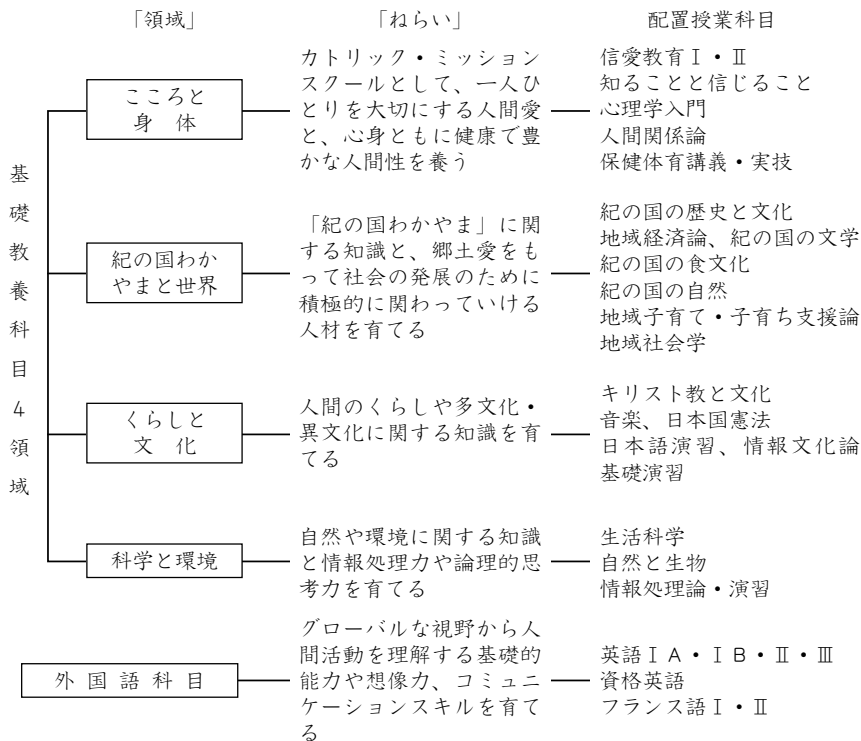 「領域」
「ねらい」
配置授業科目
基礎教養科目4領域
こころと
身 体
カトリック・ミッション
スクールとして、一人ひ
とりを大切にする人間愛
と、心身ともに健康で豊
かな人間性を養う
信愛教育Ⅰ・Ⅱ
知ることと信じること
心理学入門
人間関係論
保健体育講義・実技
紀の国わか
やまと世界
「紀の国わかやま」に関
する知識と、郷土愛をも
って社会の発展のために
積極的に関わっていける
人材を育てる
紀の国の歴史と文化
地域経済論、紀の国の文学
紀の国の食文化
紀の国の自然
地域子育て・子育ち支援論
地域社会学
くらしと
文 化
人間のくらしや多文化・
異文化に関する知識を育
てる
キリスト教と文化
音楽、日本国憲法
日本語演習、情報文化論
基礎演習
科学と環境
自然や環境に関する知識
と情報処理力や論理的思
考力を育てる
生活科学
自然と生物
情報処理論・演習
外国語科目
グローバルな視野から人
間活動を理解する基礎的
能力や想像力、コミュニ
ケーションスキルを育て
る
英語ⅠA・ⅠB・Ⅱ・Ⅲ
資格英語
フランス語Ⅰ・Ⅱ